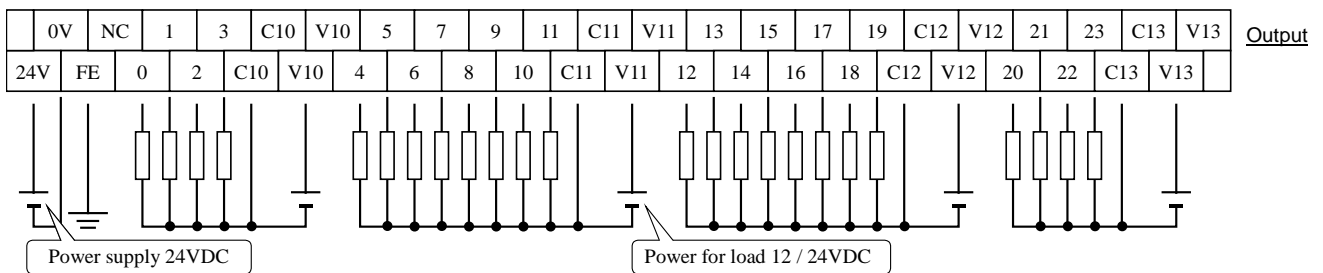 0V NC 1 3 C10 V10 5 7 9 11 C11 V11 13 15 17 19 C12 V12 21 23 C13 V13 Output
24V FE 0 2 C10 V10 4 6 8 10 C11 V11 12 14 16 18 C12 V12 20 22 C13 V13
Power supply 24VDC Power for load 12 / 24VDC